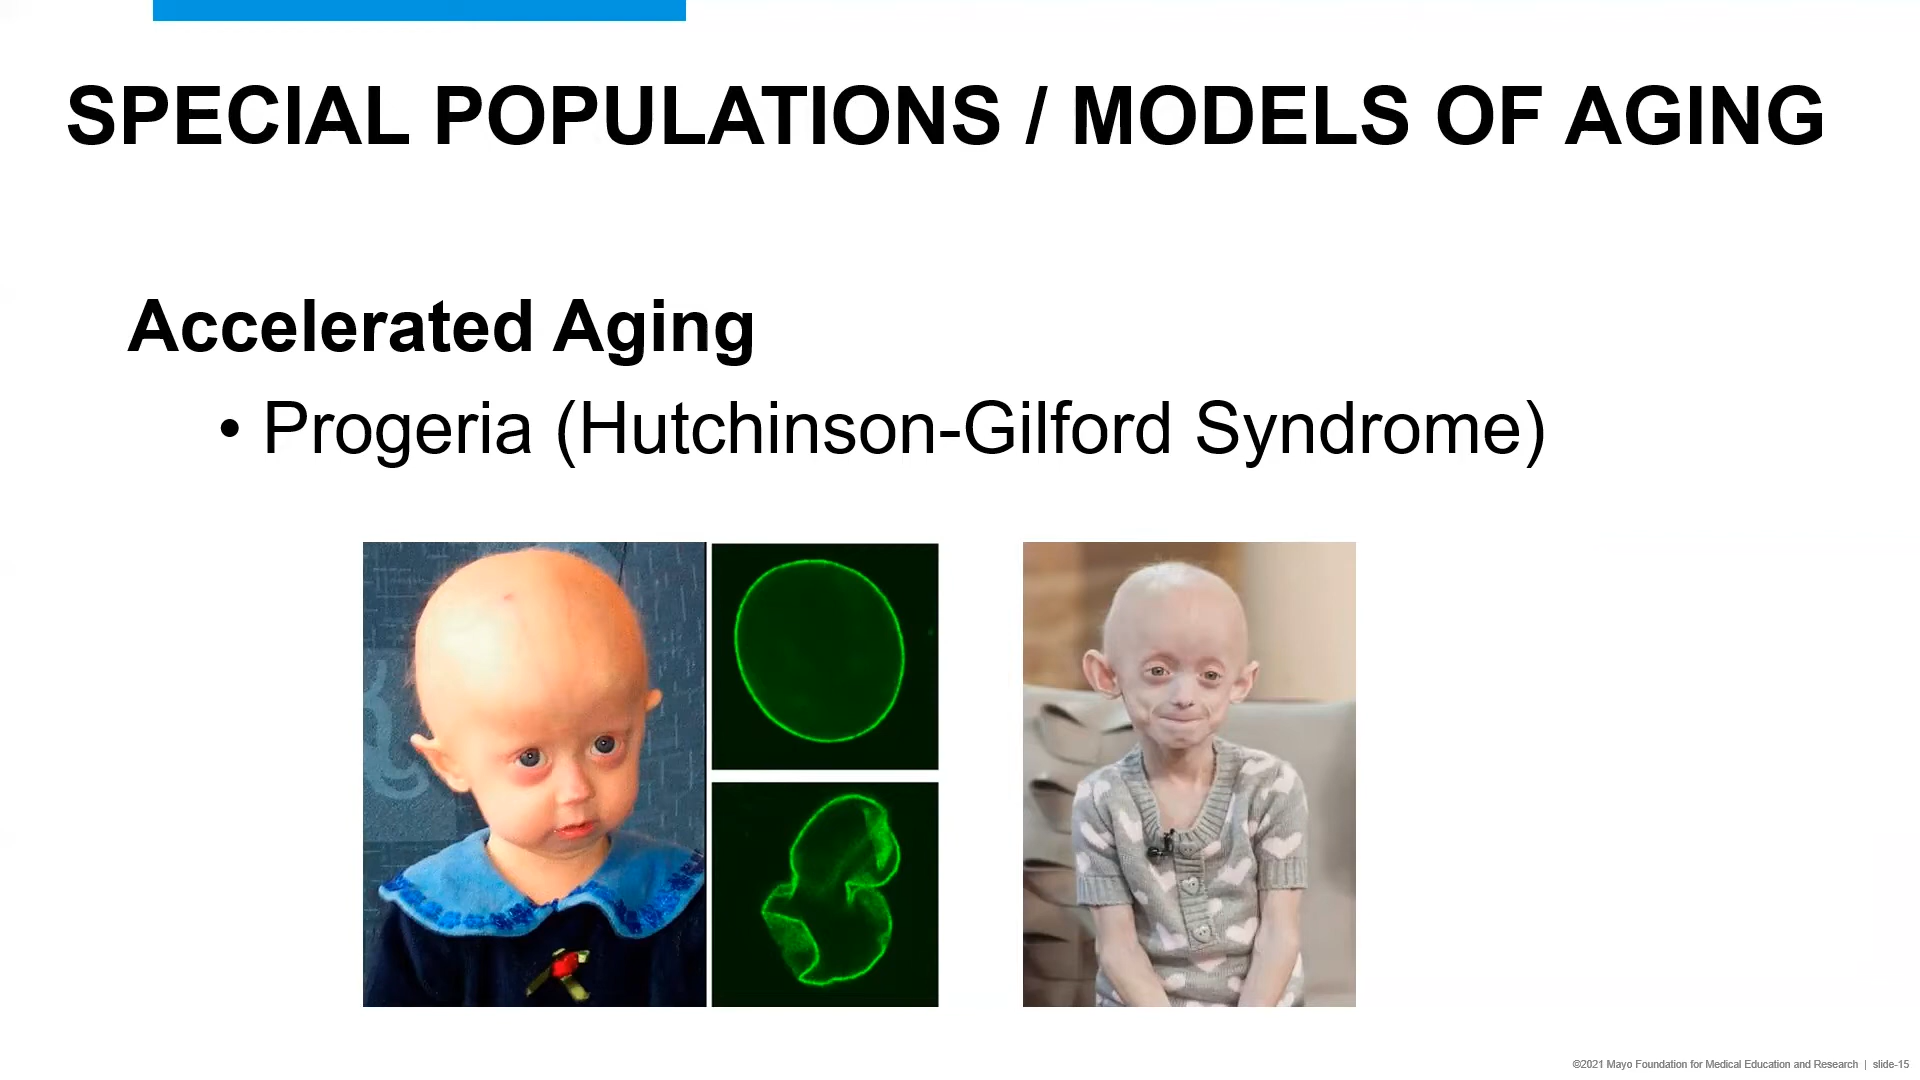 SPECIAL POPULATIONS / MODELS OF AGING
Accelerated Aging
• Progeria (Hutchinson-Gilford Syndrome)
©2021 Mayo Foundation for Medical Education and Research | slide-15